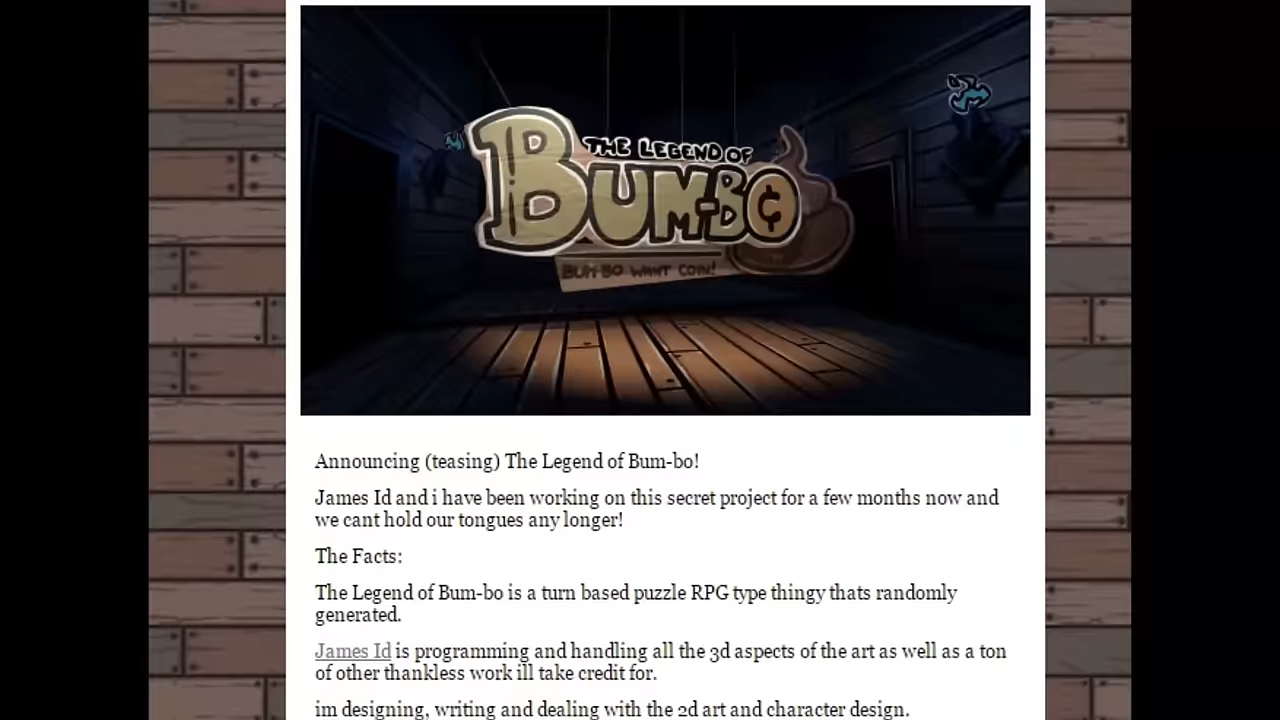 THE LEGEND OF
BUM-BO
BUM-BO WANT COIN!
Announcing (teasing) The Legend of Bum-bo!
James Id and i have been working on this secret project for a few months now and
we cant hold our tongues any longer!
The Facts:
The Legend of Bum-bo is a turn based puzzle RPG type thingy thats randomly
generated.
James Id is programming and handling all the 3d aspects of the art as well as a ton
of other thankless work ill take credit for.
im designing, writing and dealing with the 2d art and character design.